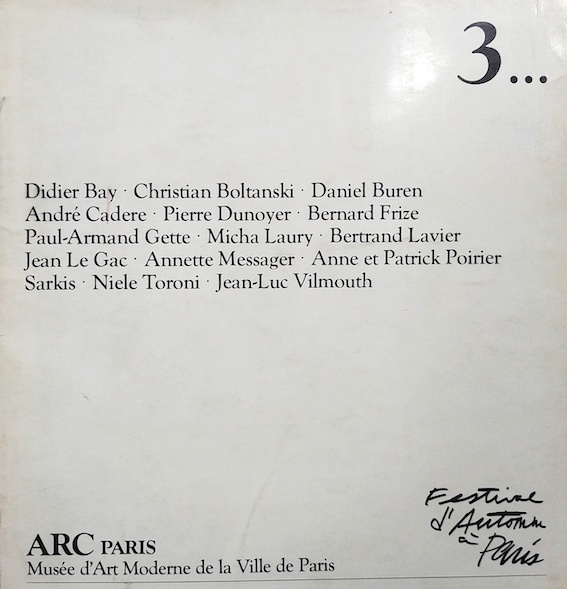 3...
Didier Bay · Christian Boltanski · Daniel Buren
André Cadere · Pierre Dunoyer · Bernard Frize
Paul-Armand Gette · Micha Laury · Bertrand Lavier
Jean Le Gac · Annette Messager · Anne et Patrick Poirier
Sarkis · Niele Toroni · Jean-Luc Vilmouth
Festival
d'Automne
à
Paris
ARC PARIS
Musée d'Art Moderne de la Ville de Paris